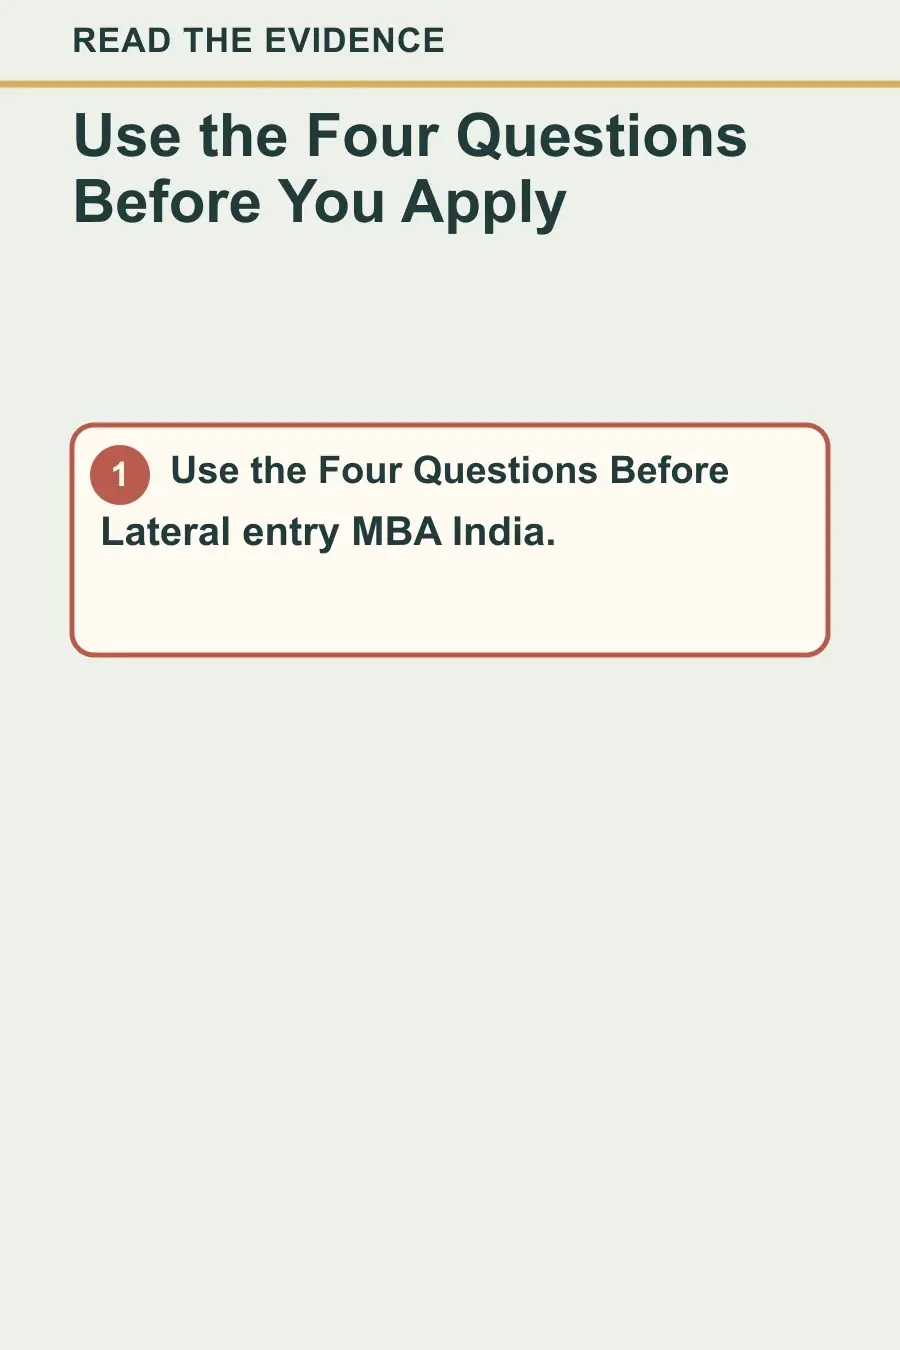 READ THE EVIDENCE
Use the Four Questions
Before You Apply
1 Use the Four Questions Before
Lateral entry MBA India.